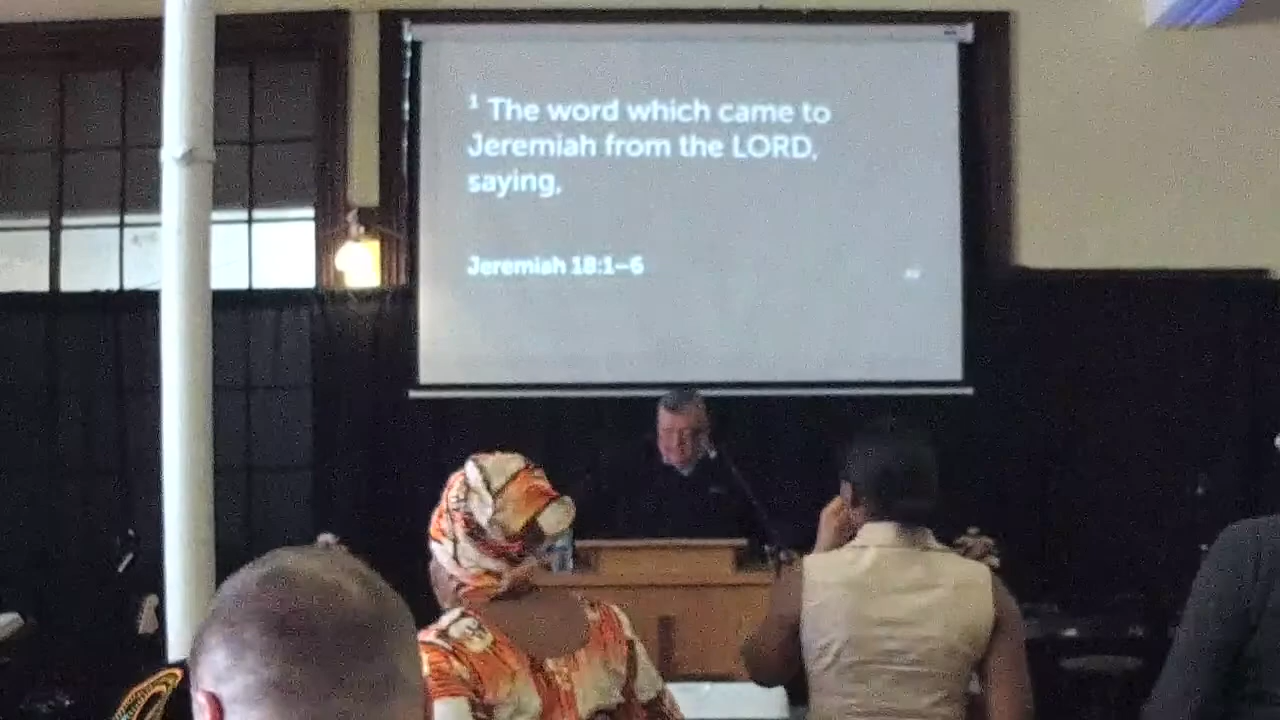 ¹ The word which came to
Jeremiah from the LORD,
saying,
Jeremiah 18:1–6